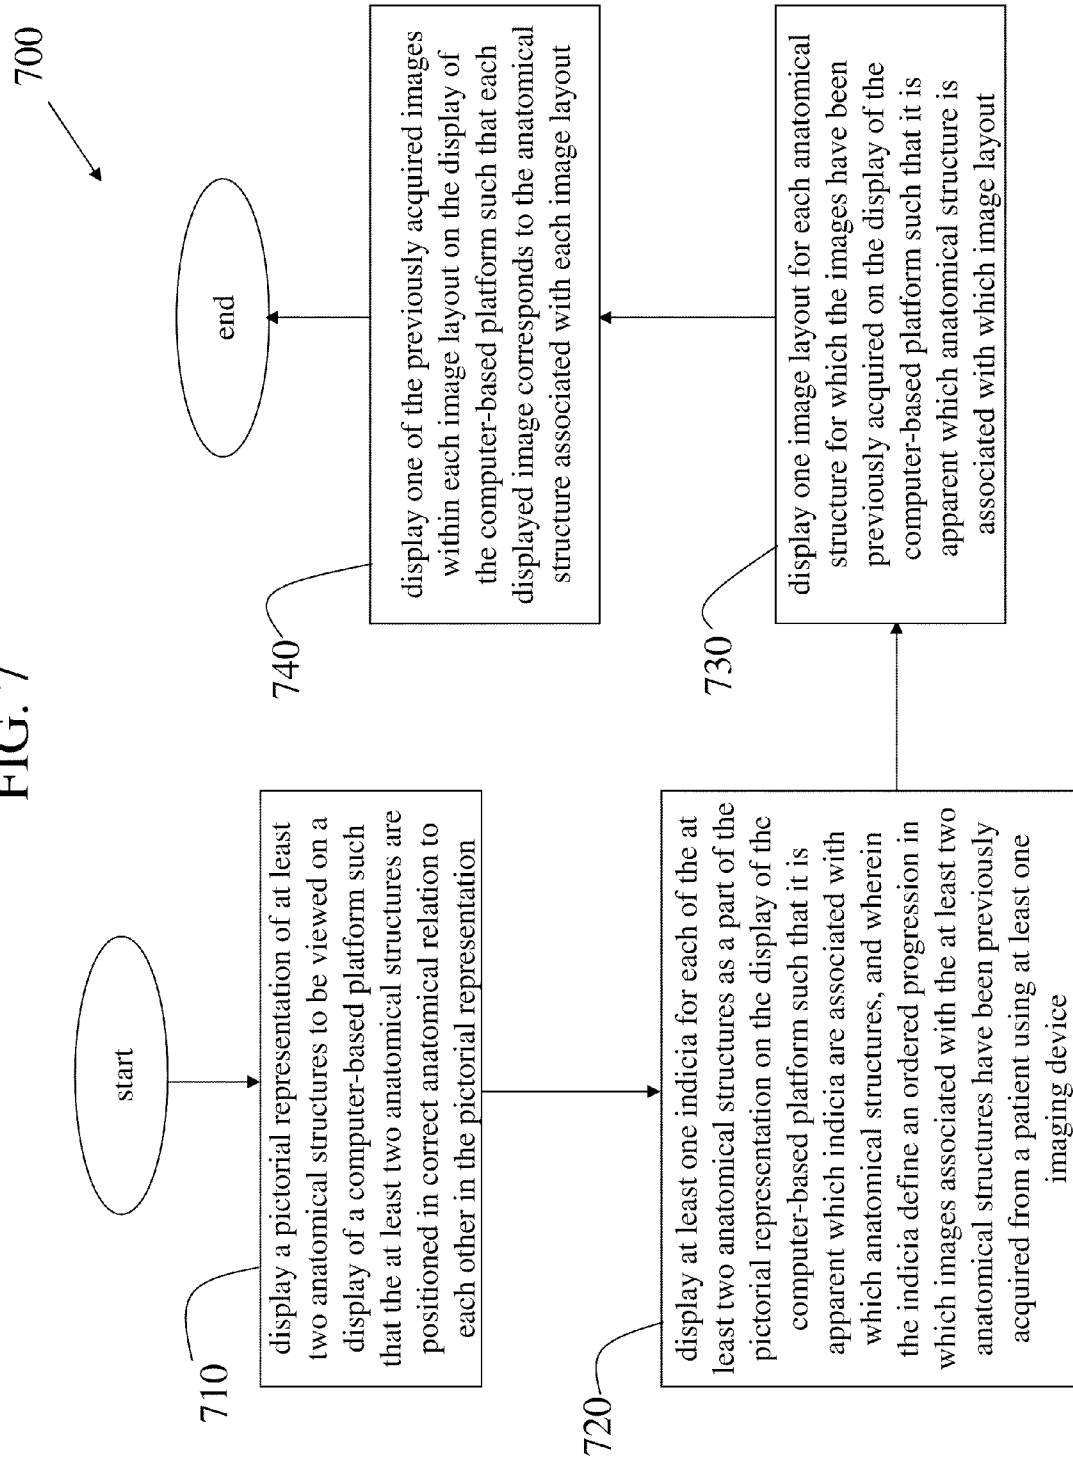 FIG. 7
700
start
710
display a pictorial representation of at least
two anatomical structures to be viewed on a
display of a computer-based platform such
that the at least two anatomical structures are
positioned in correct anatomical relation to
each other in the pictorial representation
720
display at least one indicia for each of the at
least two anatomical structures as a part of the
pictorial representation on the display of the
computer-based platform such that it is
apparent which indicia are associated with
which anatomical structures, and wherein
the indicia define an ordered progression in
which images associated with the at least two
anatomical structures have been previously
acquired from a patient using at least one
imaging device
730
display one image layout for each anatomical
structure for which the images have been
previously acquired on the display of the
computer-based platform such that it is
apparent which anatomical structure is
associated with which image layout
740
display one of the previously acquired images
within each image layout on the display of
the computer-based platform such that each
displayed image corresponds to the anatomical
structure associated with each image layout
end